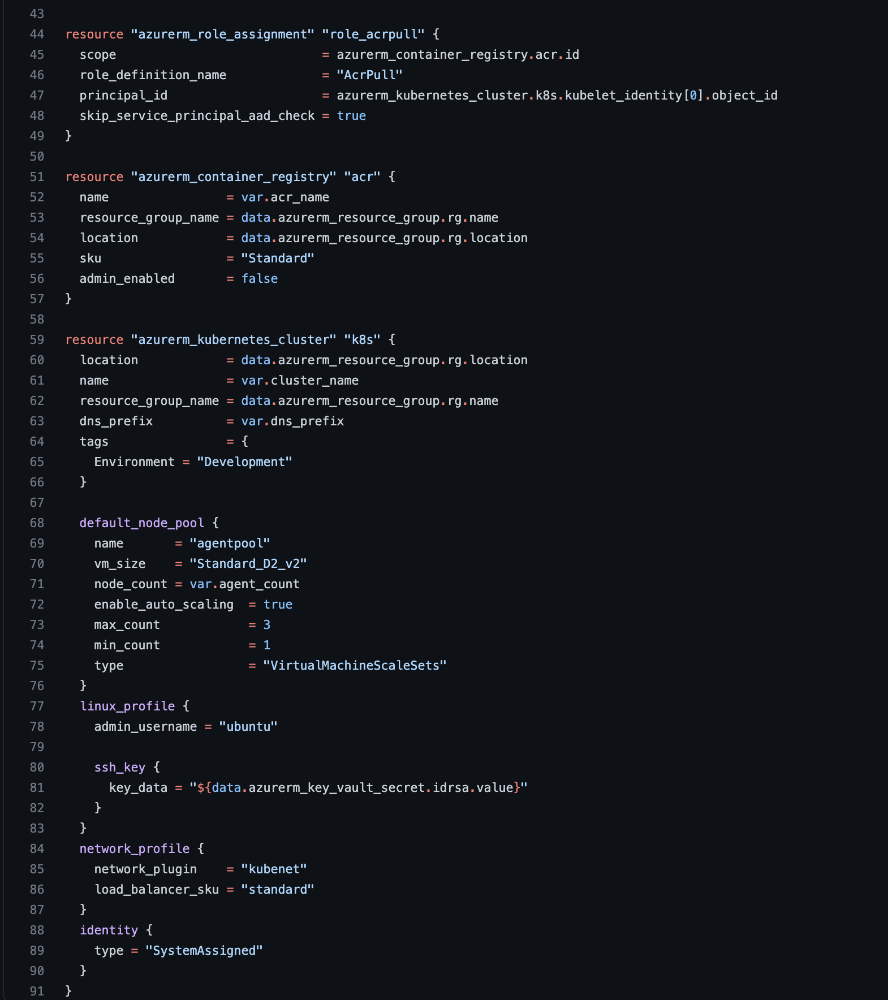 43
44 resource "azurerm_role_assignment" "role_acrpull" {
45   scope                            = azurerm_container_registry.acr.id
46   role_definition_name             = "AcrPull"
47   principal_id                     = azurerm_kubernetes_cluster.k8s.kubelet_identity[0].object_id
48   skip_service_principal_aad_check = true
49 }
50
51 resource "azurerm_container_registry" "acr" {
52   name                = var.acr_name
53   resource_group_name = data.azurerm_resource_group.rg.name
54   location            = data.azurerm_resource_group.rg.location
55   sku                 = "Standard"
56   admin_enabled       = false
57 }
58
59 resource "azurerm_kubernetes_cluster" "k8s" {
60   location            = data.azurerm_resource_group.rg.location
61   name                = var.cluster_name
62   resource_group_name = data.azurerm_resource_group.rg.name
63   dns_prefix          = var.dns_prefix
64   tags                = {
65     Environment = "Development"
66   }
67
68   default_node_pool {
69     name       = "agentpool"
70     vm_size    = "Standard_D2_v2"
71     node_count = var.agent_count
72     enable_auto_scaling  = true
73     max_count            = 3
74     min_count            = 1
75     type                 = "VirtualMachineScaleSets"
76   }
77   linux_profile {
78     admin_username = "ubuntu"
79
80     ssh_key {
81       key_data = "${data.azurerm_key_vault_secret.idrsa.value}"
82     }
83   }
84   network_profile {
85     network_plugin    = "kubenet"
86     load_balancer_sku = "standard"
87   }
88   identity {
89     type = "SystemAssigned"
90   }
91 }